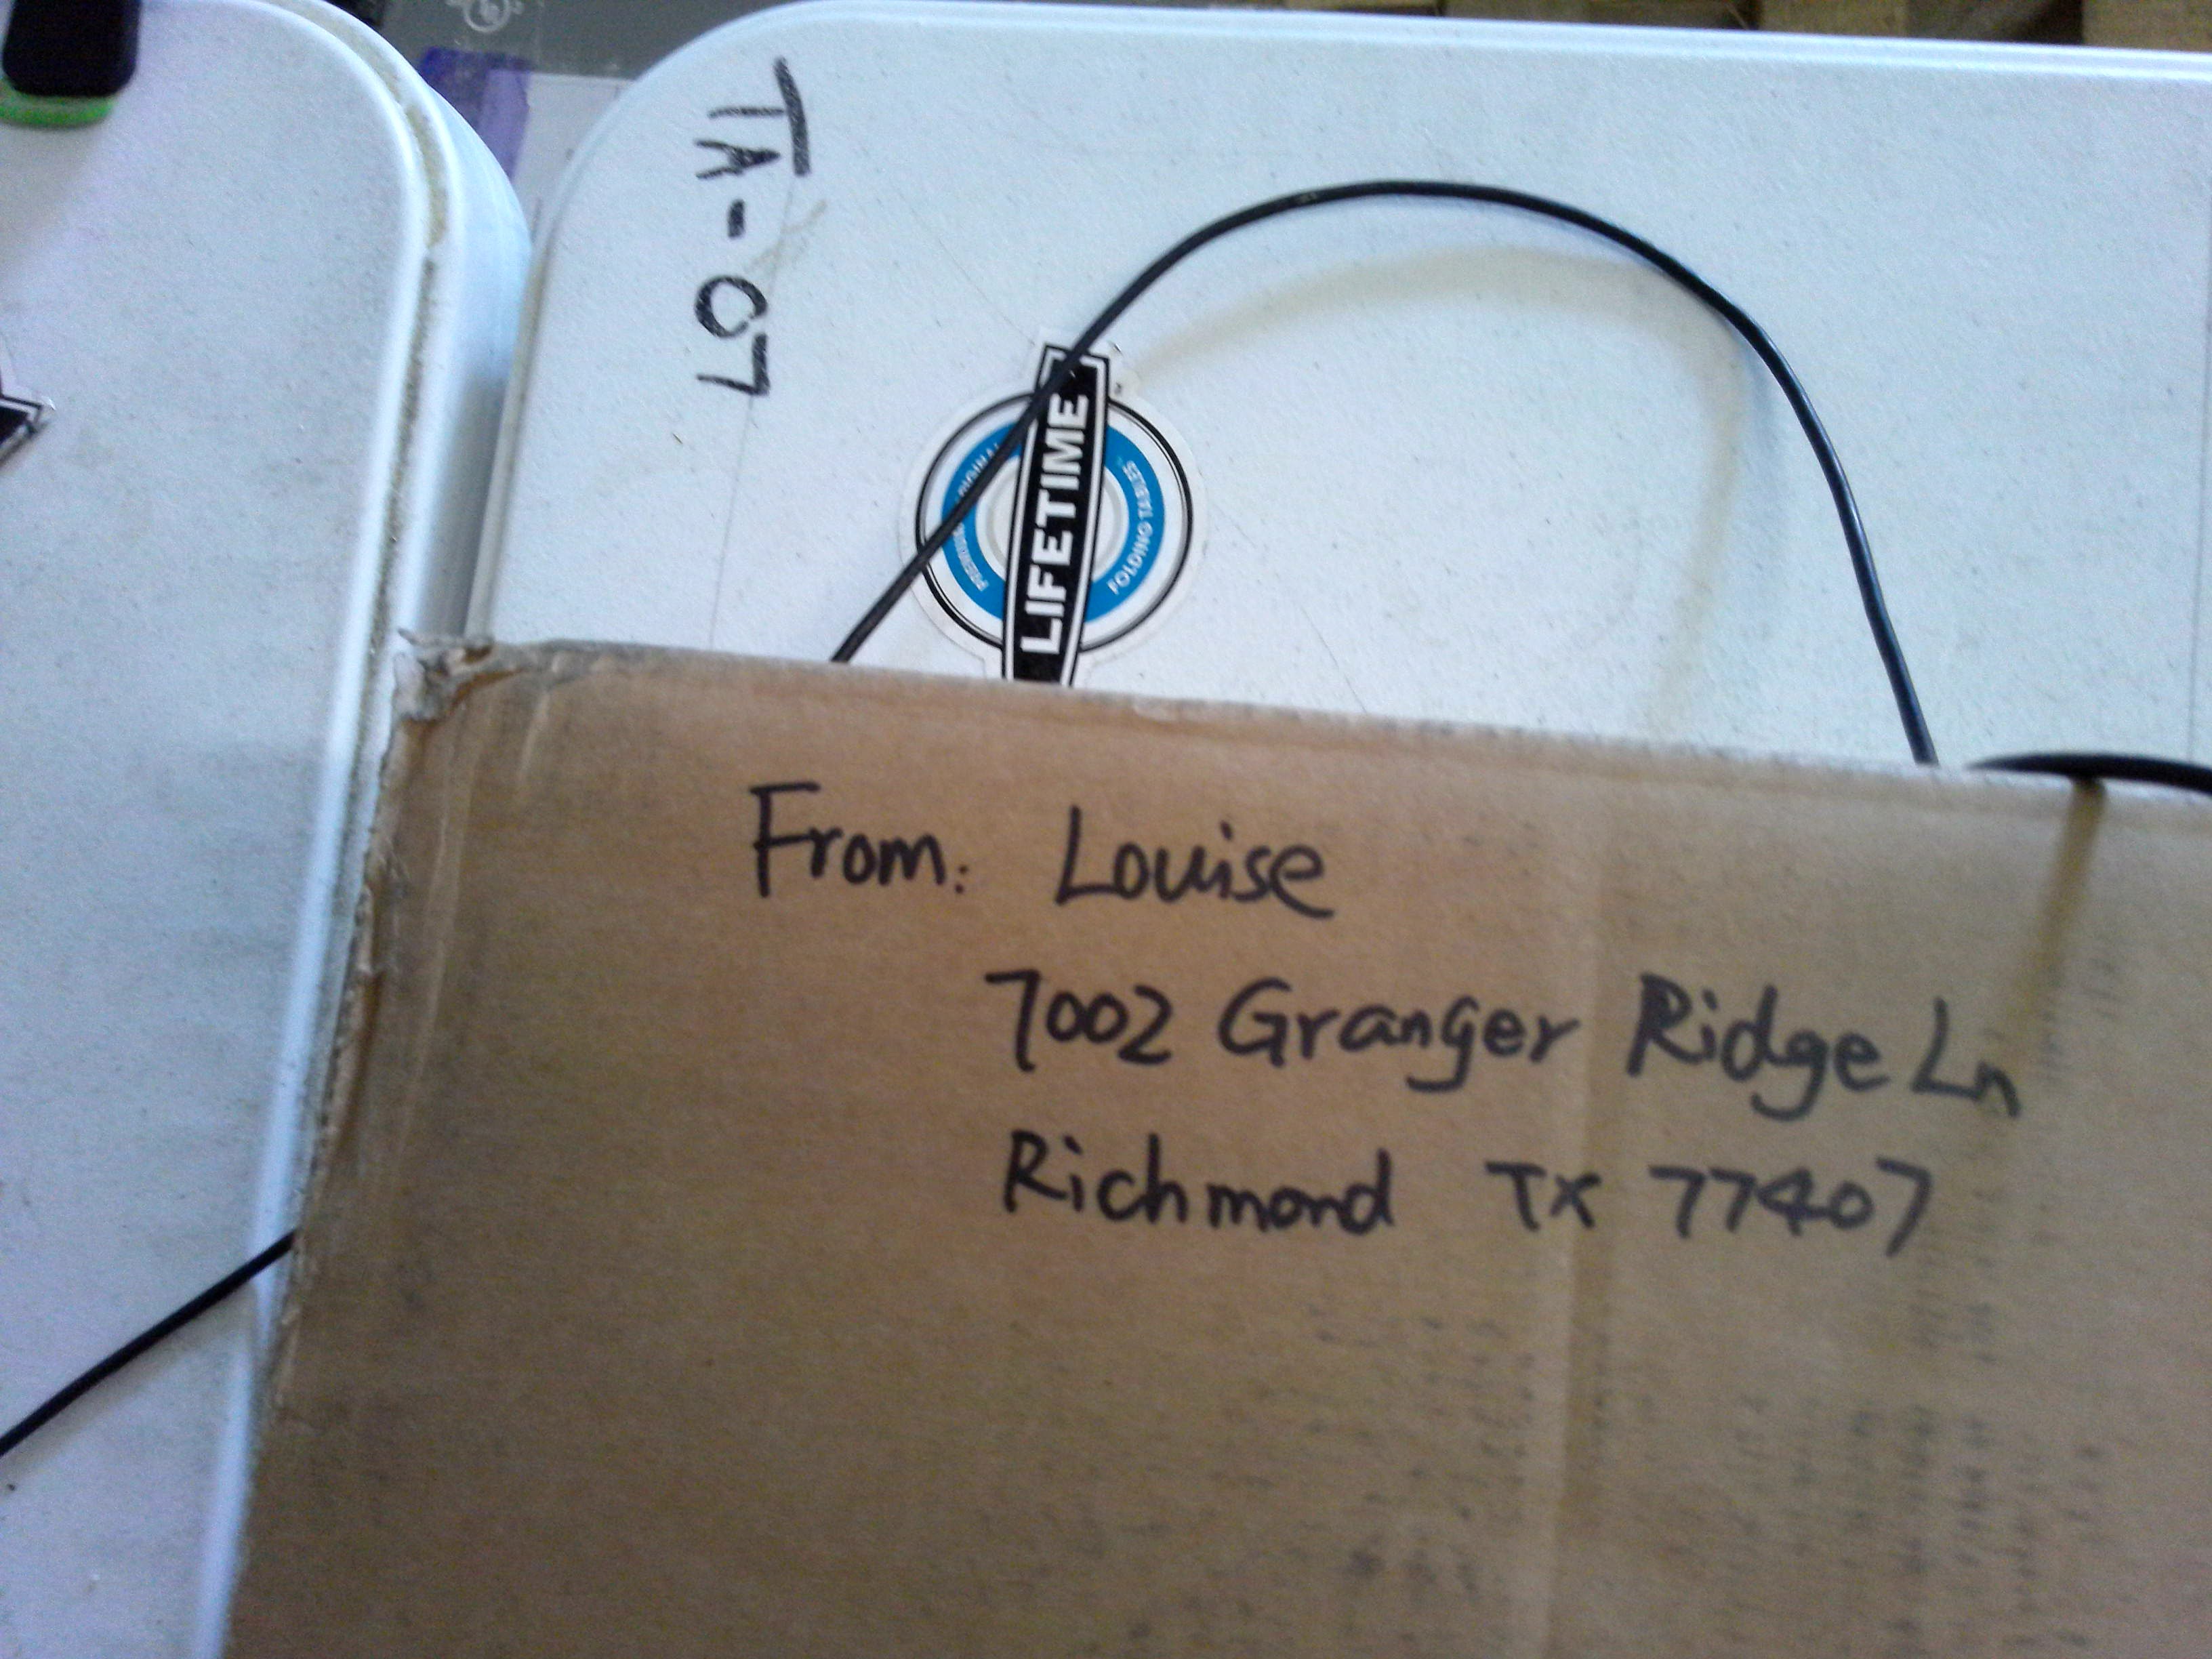 TA-07
LIFETIME
FOLDING TABLES
From: Louise
7002 Granger Ridge Ln
Richmond TX 77407